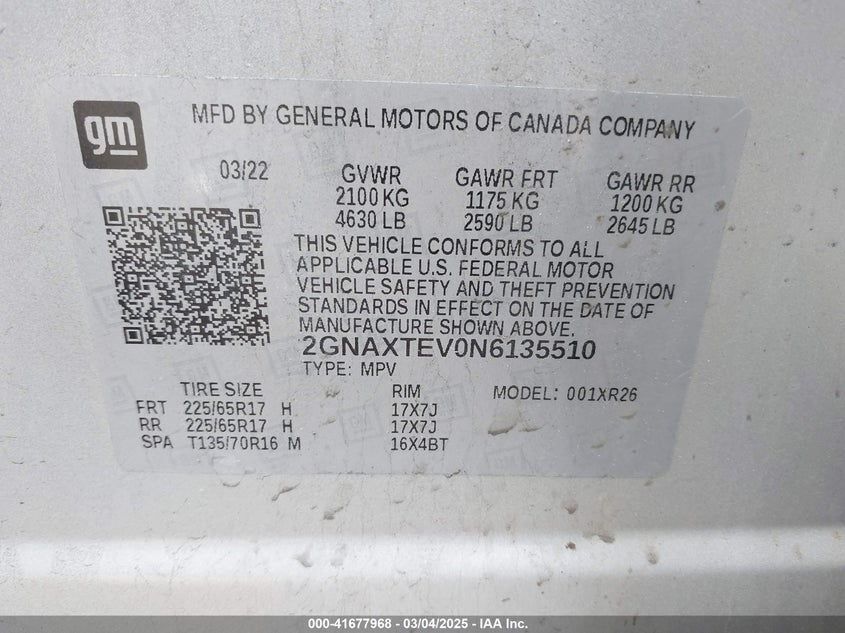 gm
MFD BY GENERAL MOTORS OF CANADA COMPANY
03/22 GVWR GAWR FRT GAWR RR
2100 KG 1175 KG 1200 KG
4630 LB 2590 LB 2645 LB
THIS VEHICLE CONFORMS TO ALL
APPLICABLE U.S. FEDERAL MOTOR
VEHICLE SAFETY AND THEFT PREVENTION
STANDARDS IN EFFECT ON THE DATE OF
MANUFACTURE SHOWN ABOVE.
2GNAXTEV0N6135510
TYPE: MPV
TIRE SIZE RIM MODEL: 001XR26
FRT 225/65R17 H 17X7J
RR 225/65R17 H 17X7J
SPA T135/70R16 M 16X4BT
000-41677968 - 03/04/2025 - IAA Inc.